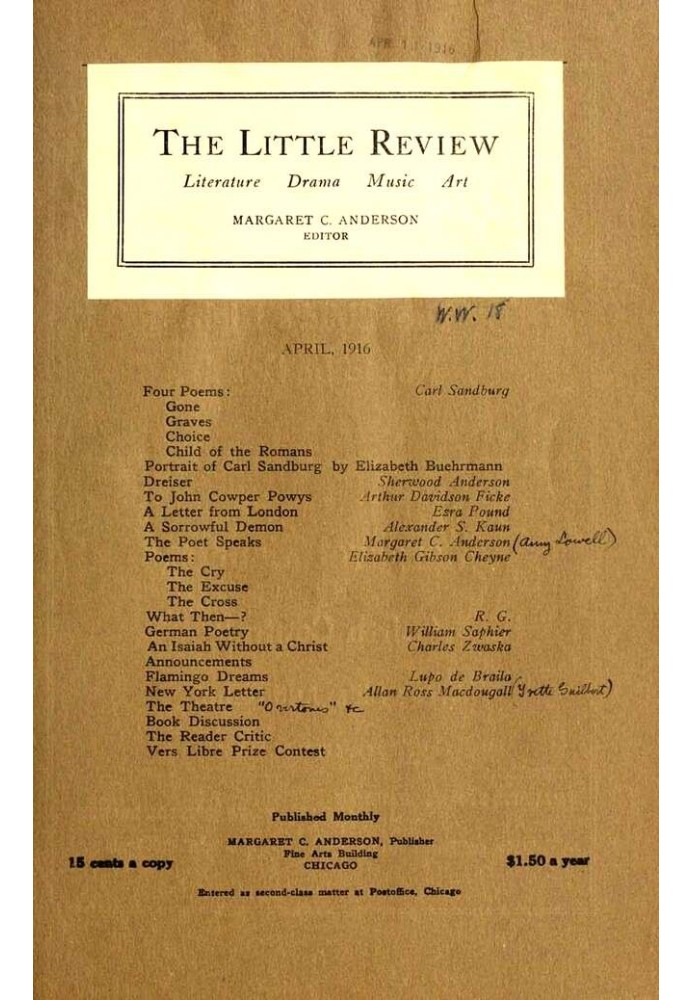 APR 11 1916
THE LITTLE REVIEW
Literature Drama Music Art
MARGARET C. ANDERSON
EDITOR
W.W. 18
APRIL, 1916
Four Poems: Carl Sandburg
Gone
Graves
Choice
Child of the Romans
Portrait of Carl Sandburg by Elizabeth Buehrmann
Dreiser Sherwood Anderson
To John Cowper Powys Arthur Davidson Ficke
A Letter from London Ezra Pound
A Sorrowful Demon Alexander S. Kaun
The Poet Speaks Margaret C. Anderson (Amy Lowell)
Poems: Elizabeth Gibson Cheyne
The Cry
The Excuse
The Cross
What Then—? R. G.
German Poetry William Saphier
An Isaiah Without a Christ Charles Zwaska
Announcements
Flamingo Dreams Lupo de Braila
New York Letter Allan Ross Macdougall (Yvette Guilbert)
The Theatre "Overtones" &c
Book Discussion
The Reader Critic
Vers Libre Prize Contest
Published Monthly
MARGARET C. ANDERSON, Publisher
Fine Arts Building
CHICAGO
15 cents a copy
$1.50 a year
Entered as second-class matter at Postoffice, Chicago